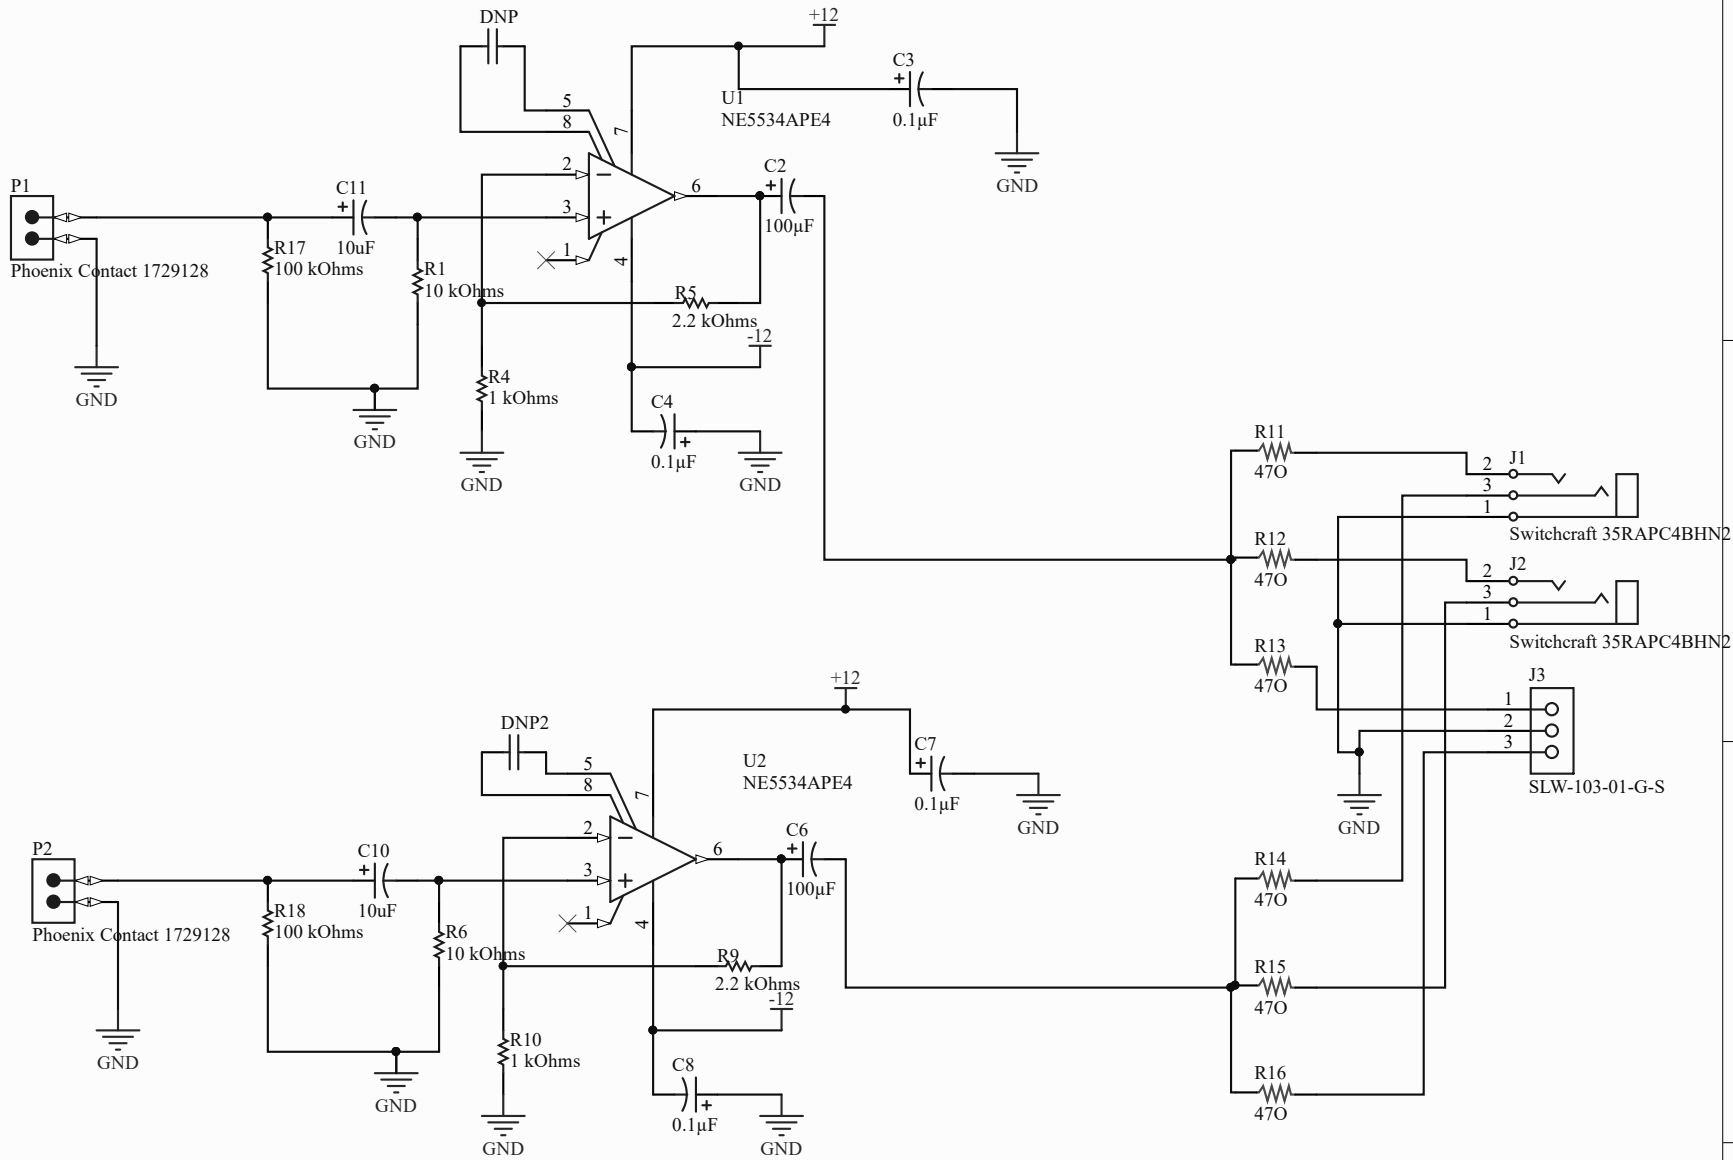 DNP
+12
C3
+
0.1µF
GND
U1
NE5534APE4
5
8
7
2
3
1
4
6
C2
+
100µF
P1
Phoenix Contact 1729128
GND
C11
+
10uF
R17
100 kOhms
R1
10 kOhms
GND
R5
2.2 kOhms
-12
R4
1 kOhms
GND
C4
+
0.1µF
GND
R11
47O
R12
47O
R13
47O
2
3
1
J1
Switchcraft 35RAPC4BHN2
2
3
1
J2
Switchcraft 35RAPC4BHN2
J3
1
2
3
SLW-103-01-G-S
GND
+12
DNP2
C7
+
0.1µF
GND
U2
NE5534APE4
5
8
7
2
3
1
4
6
C6
+
100µF
P2
Phoenix Contact 1729128
GND
C10
+
10uF
R18
100 kOhms
R6
10 kOhms
GND
R9
2.2 kOhms
-12
R10
1 kOhms
GND
C8
+
0.1µF
GND
R14
47O
R15
47O
R16
47O